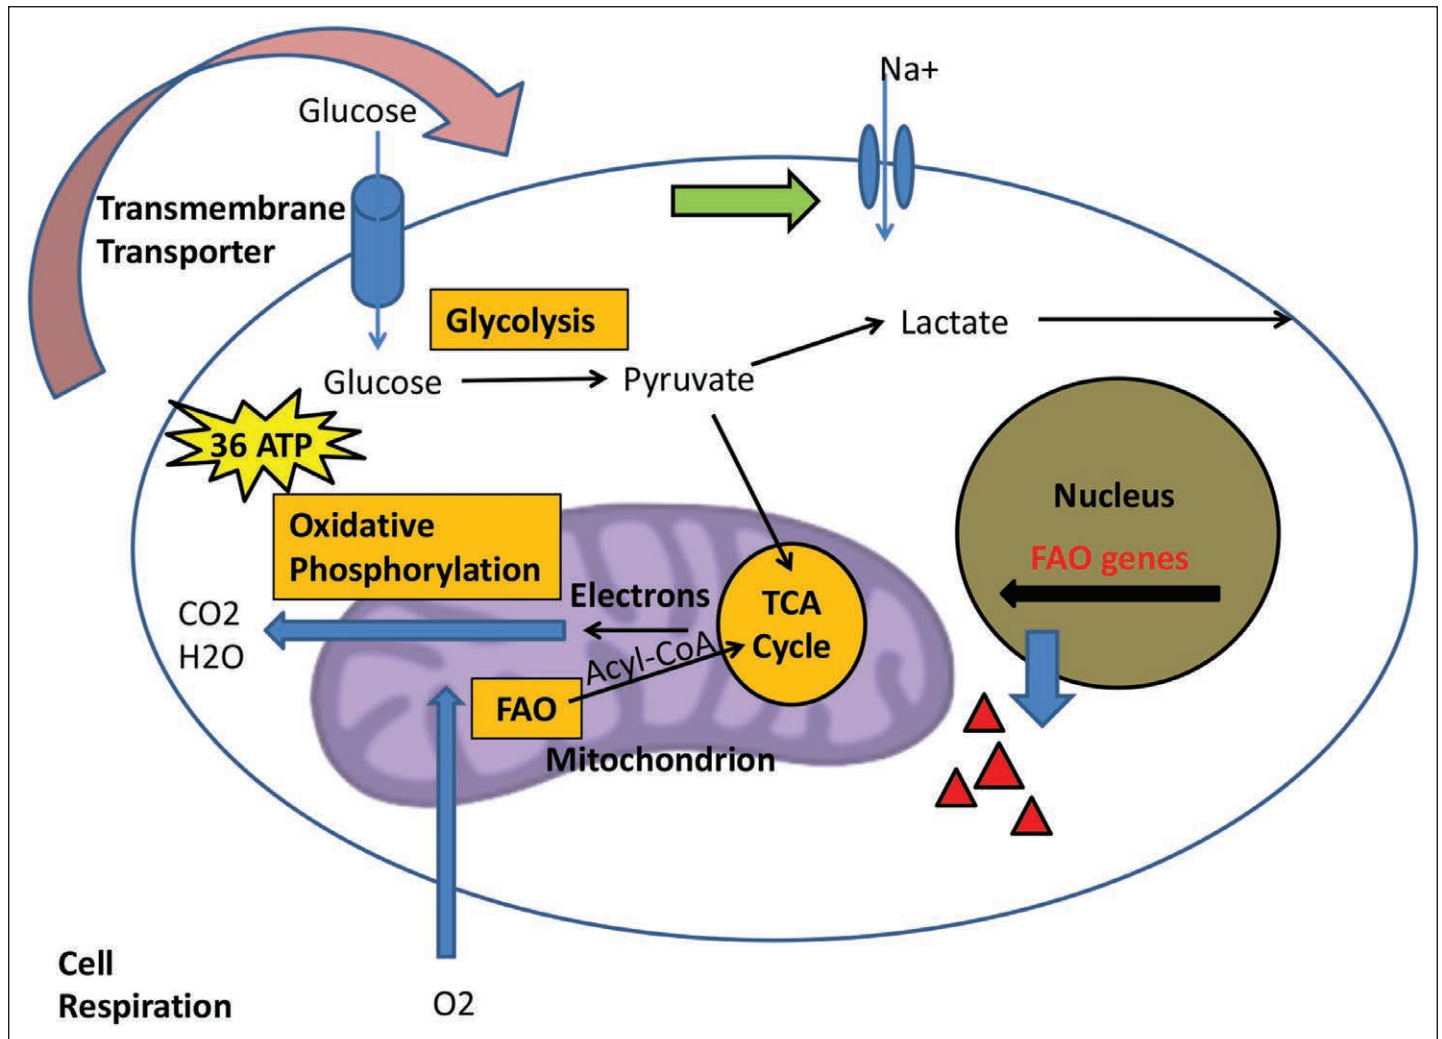 Glucose
Na+
Transmembrane
Transporter
Glycolysis
Glucose
Pyruvate
Lactate
36 ATP
Oxidative
Phosphorylation
Nucleus
FAO genes
Electrons
TCA
Cycle
CO2
H2O
Acyl-CoA
FAO
Mitochondrion
Cell
Respiration
O2